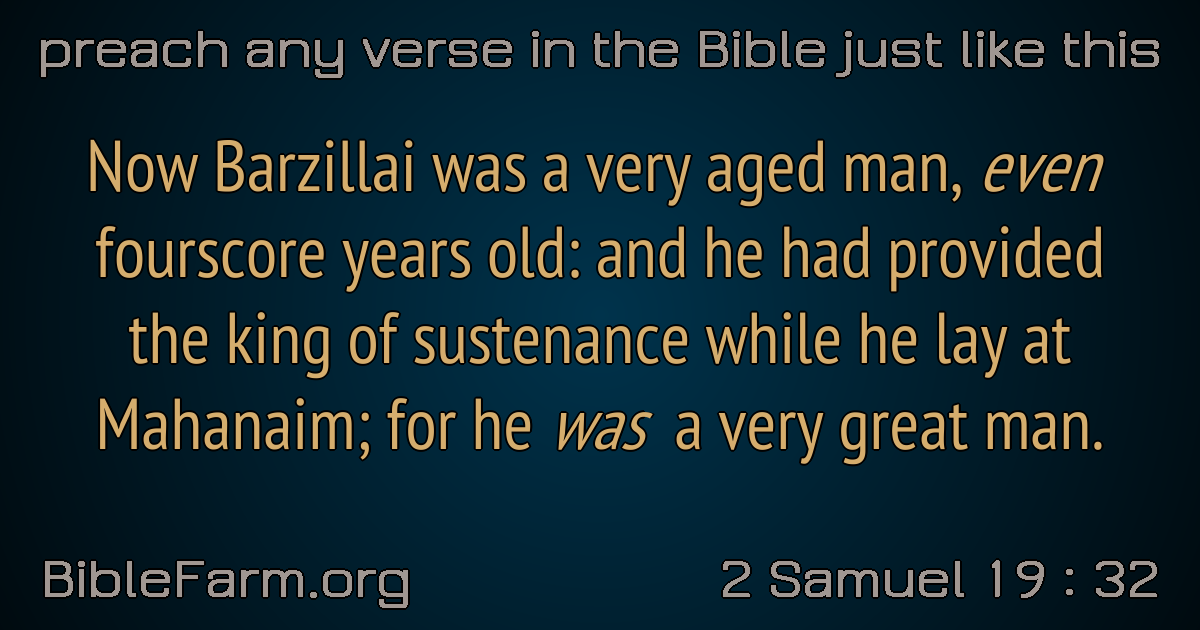 preach any verse in the Bible just like this
Now Barzillai was a very aged man, even
fourscore years old: and he had provided
the king of sustenance while he lay at
Mahanaim; for he was a very great man.
BibleFarm.org
2 Samuel 19 : 32